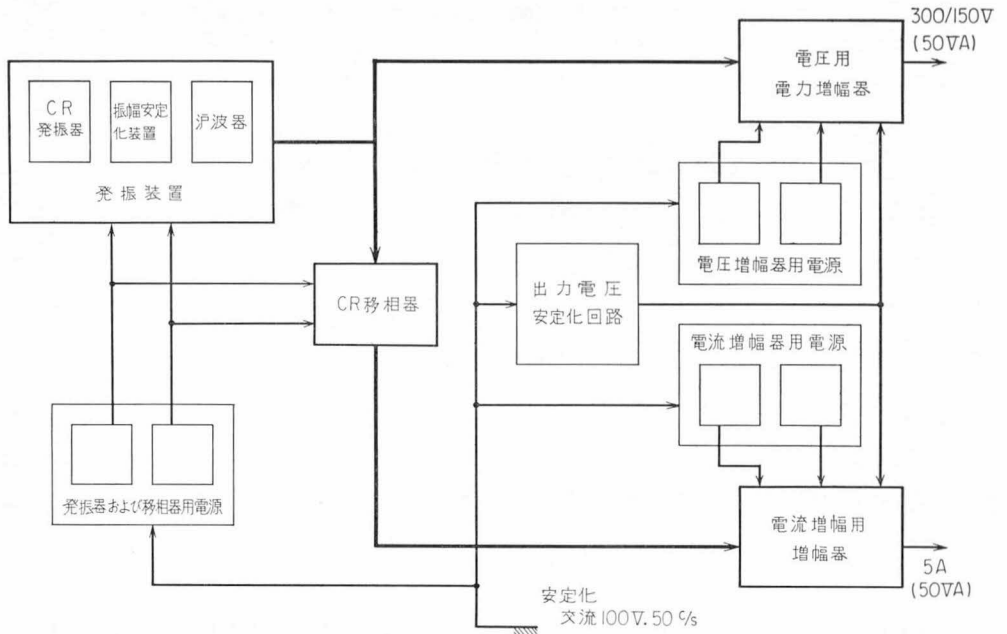 300/150V
(50VA)
電圧用
電力増幅器
CR
発振器
振幅安定
化装置
沪波器
発振装置
電圧増幅器用電源
CR移相器
出力電圧
安定化回路
電流増幅器用電源
発振器および移相器用電源
電流増幅用
増幅器
5A
(50VA)
安定化
交流100V.50 c/s